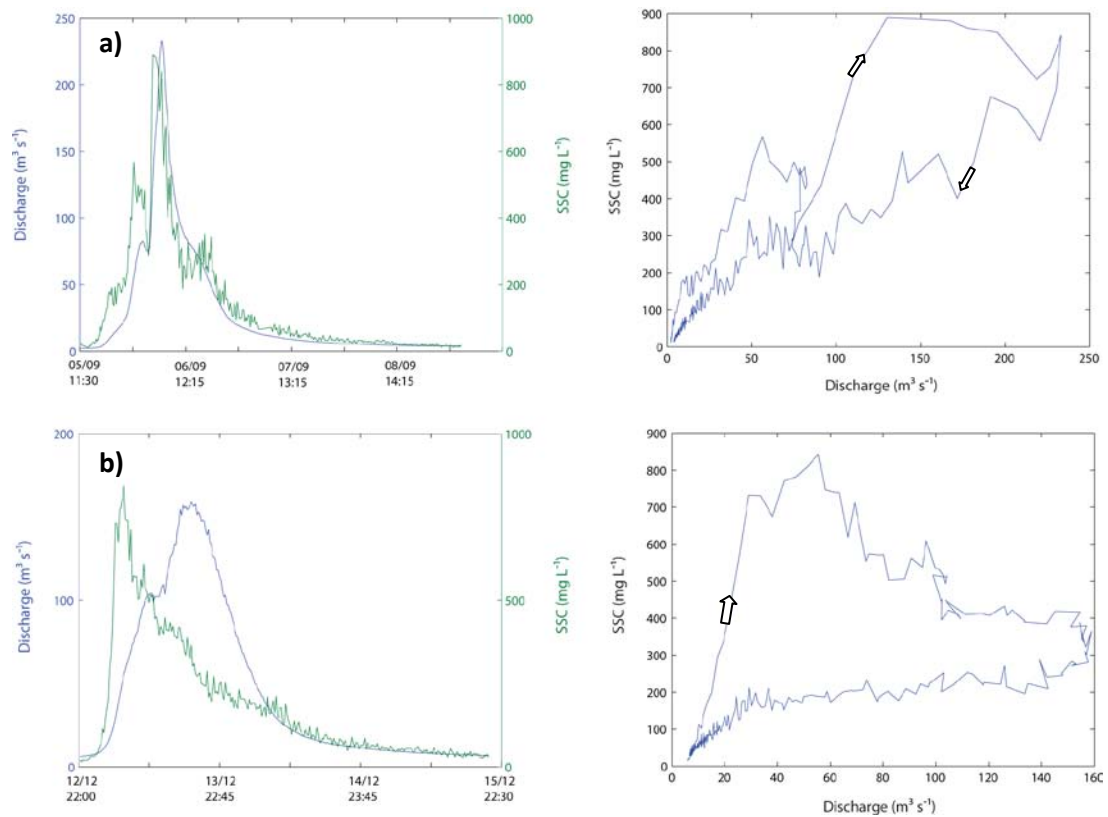 a)
250
200
150
100
50
0
Discharge (m³ s⁻¹)
1000
800
600
400
200
0
SSC (mg L⁻¹)
05/09 06/09 07/09 08/09
11:30 12:15 13:15 14:15
900
800
700
600
500
400
300
200
100
0
SSC (mg L⁻¹)
0 50 100 150 200 250
Discharge (m³ s⁻¹)
b)
200
100
0
Discharge (m³ s⁻¹)
1000
500
0
SSC (mg L⁻¹)
12/12 13/12 14/12 15/12
22:00 22:45 23:45 22:30
900
800
700
600
500
400
300
200
100
0
SSC (mg L⁻¹)
0 20 40 60 80 100 120 140 160
Discharge (m³ s⁻¹)